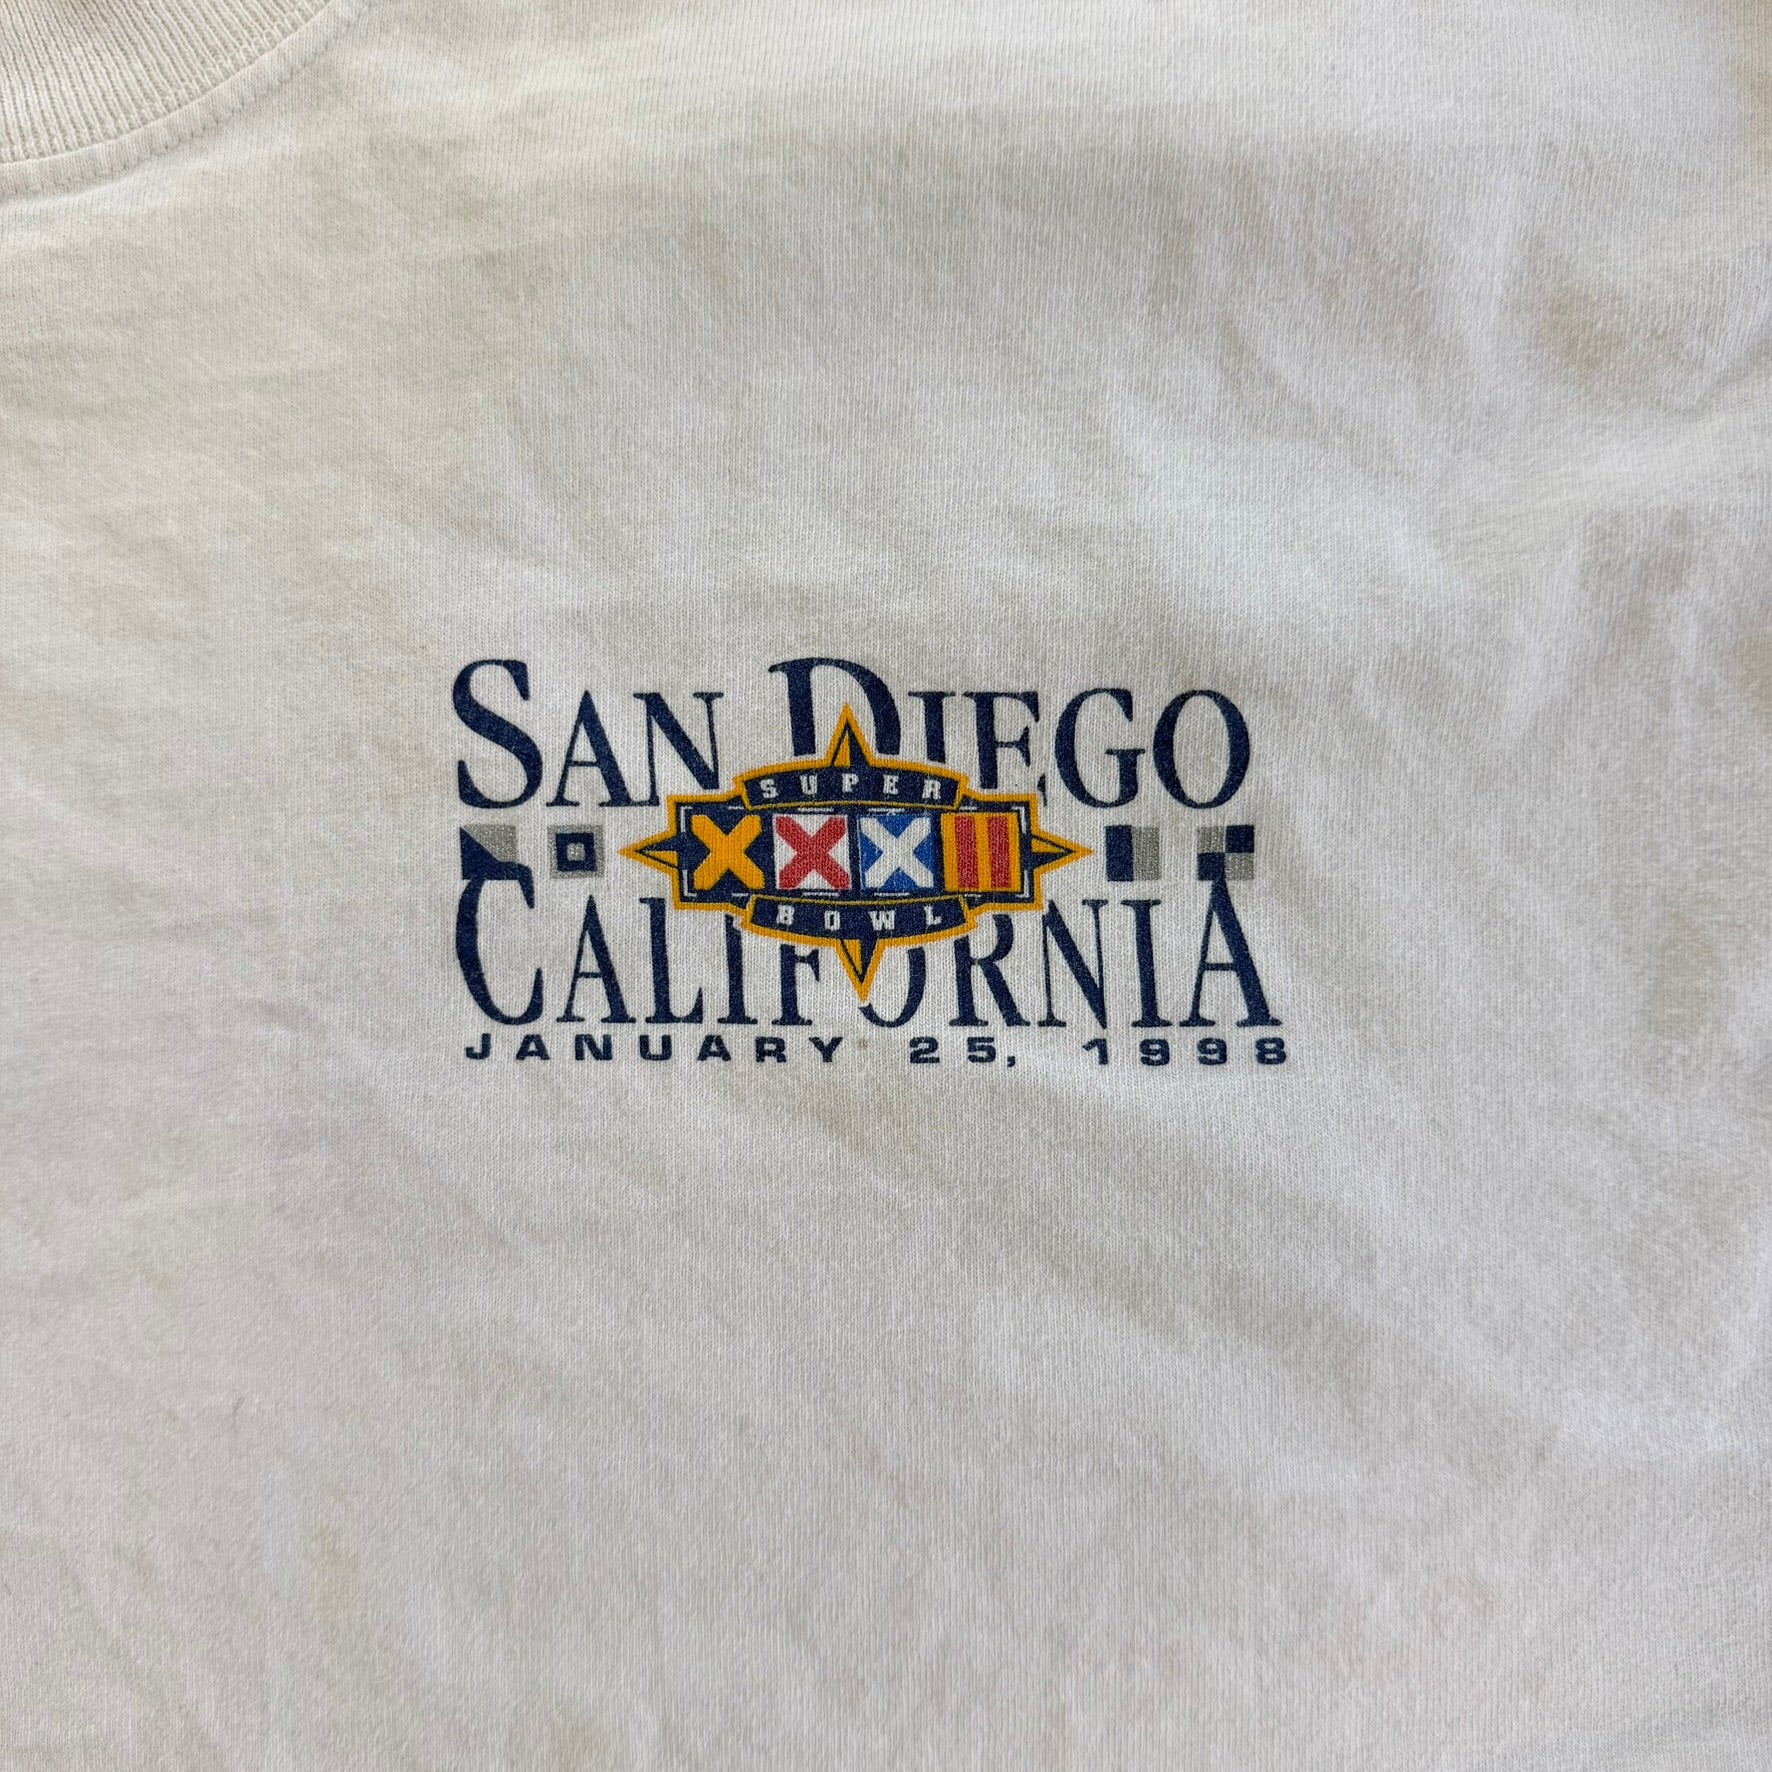 SAN DIEGO
SUPER
XXXII
BOWL
CALIFORNIA
JANUARY 25, 1998